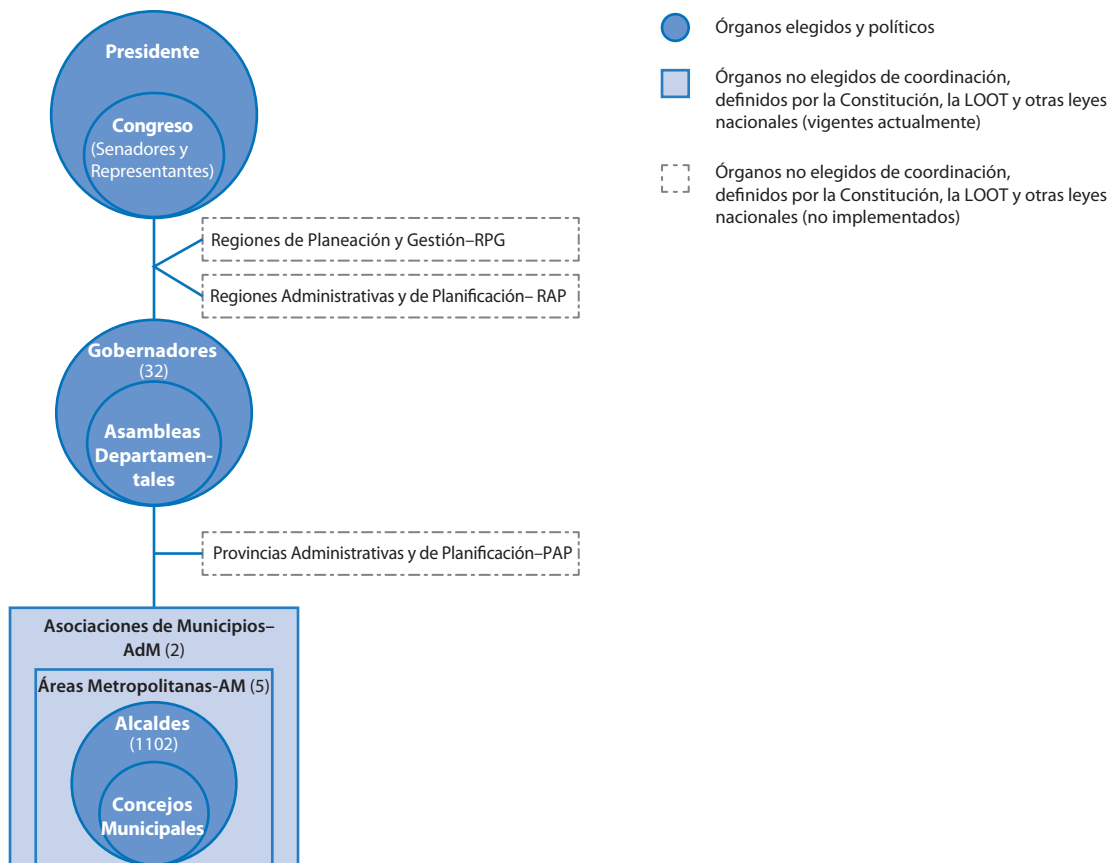 Presidente
Congreso
(Senadores y
Representantes)
Regiones de Planeación y Gestión–RPG
Regiones Administrativas y de Planificación– RAP
Gobernadores
(32)
Asambleas
Departamen-
tales
Provincias Administrativas y de Planificación–PAP
Asociaciones de Municipios–
AdM (2)
Áreas Metropolitanas-AM (5)
Alcaldes
(1102)
Concejos
Municipales
Órganos elegidos y políticos
Órganos no elegidos de coordinación,
definidos por la Constitución, la LOOT y otras leyes
nacionales (vigentes actualmente)
Órganos no elegidos de coordinación,
definidos por la Constitución, la LOOT y otras leyes
nacionales (no implementados)